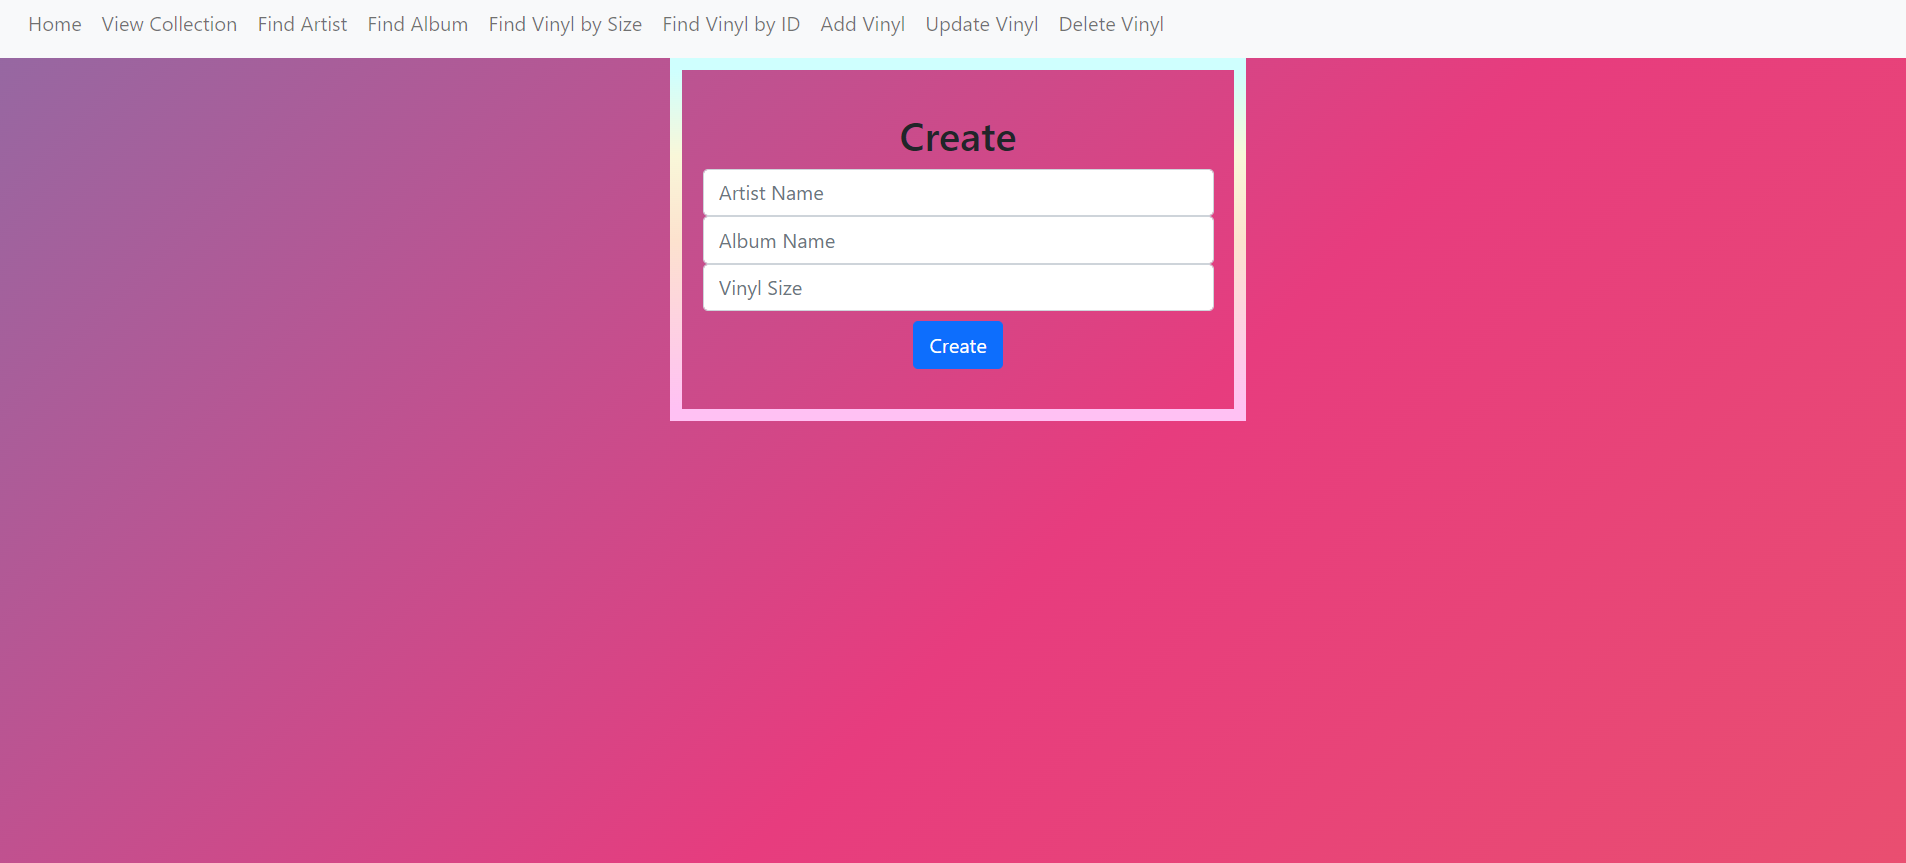 Home View Collection Find Artist Find Album Find Vinyl by Size Find Vinyl by ID Add Vinyl Update Vinyl Delete Vinyl
Create
Artist Name
Album Name
Vinyl Size
Create